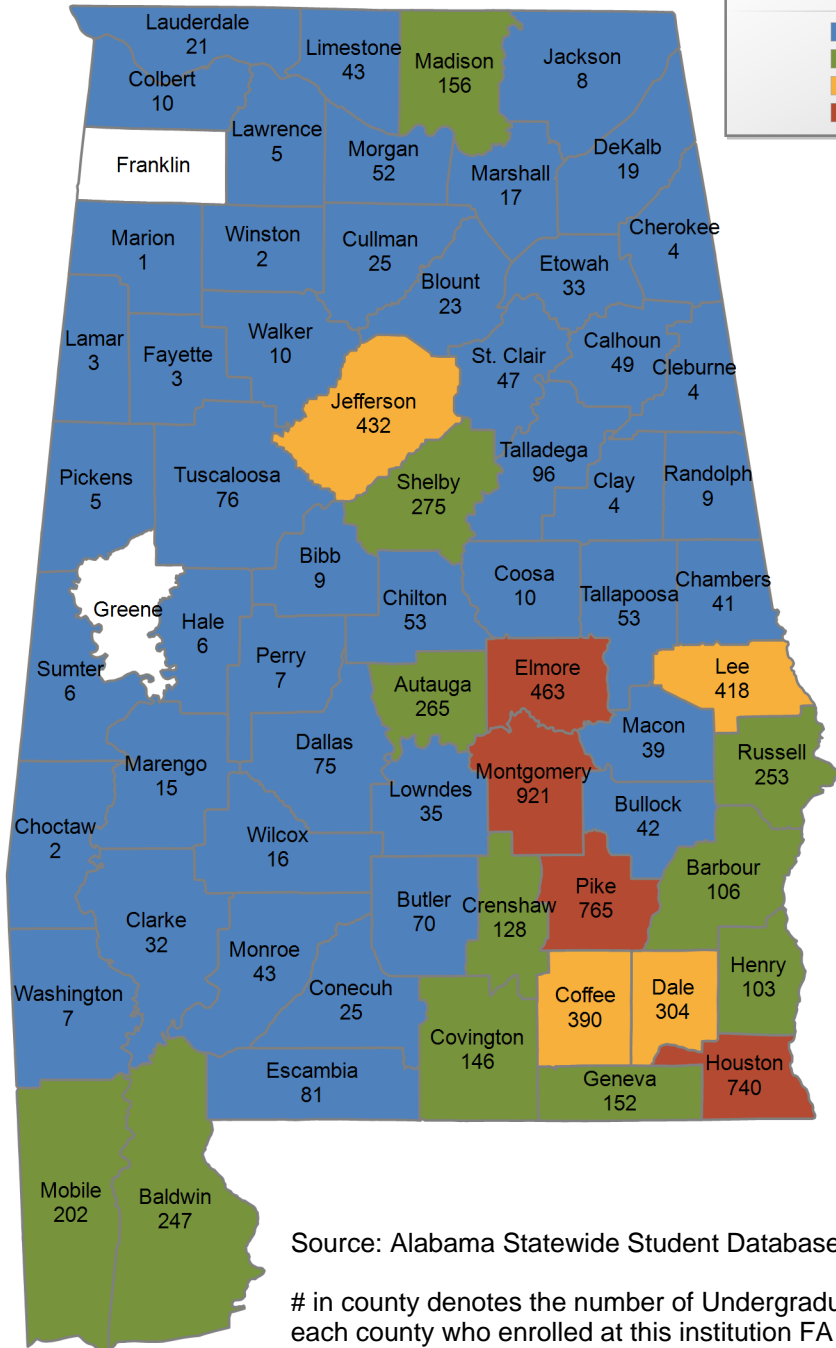 Lauderdale
21
Limestone
43
Madison
156
Jackson
8
Colbert
10
Lawrence
5
Franklin
Morgan
52
Marshall
17
DeKalb
19
Marion
1
Winston
2
Cullman
25
Blount
23
Etowah
33
Cherokee
4
Lamar
3
Fayette
3
Walker
10
Jefferson
432
St. Clair
47
Calhoun
49
Cleburne
4
Pickens
5
Tuscaloosa
76
Shelby
275
Talladega
96
Clay
4
Randolph
9
Greene
Hale
6
Bibb
9
Chilton
53
Coosa
10
Tallapoosa
53
Chambers
41
Sumter
6
Perry
7
Autauga
265
Elmore
463
Lee
418
Marengo
15
Dallas
75
Lowndes
35
Montgomery
921
Macon
39
Russell
253
Bullock
42
Choctaw
2
Wilcox
16
Butler
70
Crenshaw
128
Pike
765
Barbour
106
Clarke
32
Monroe
43
Conecuh
25
Covington
146
Coffee
390
Dale
304
Henry
103
Washington
7
Escambia
81
Geneva
152
Houston
740
Mobile
202
Baldwin
247
Source: Alabama Statewide Student Database
# in county denotes the number of Undergradu
each county who enrolled at this institution FA